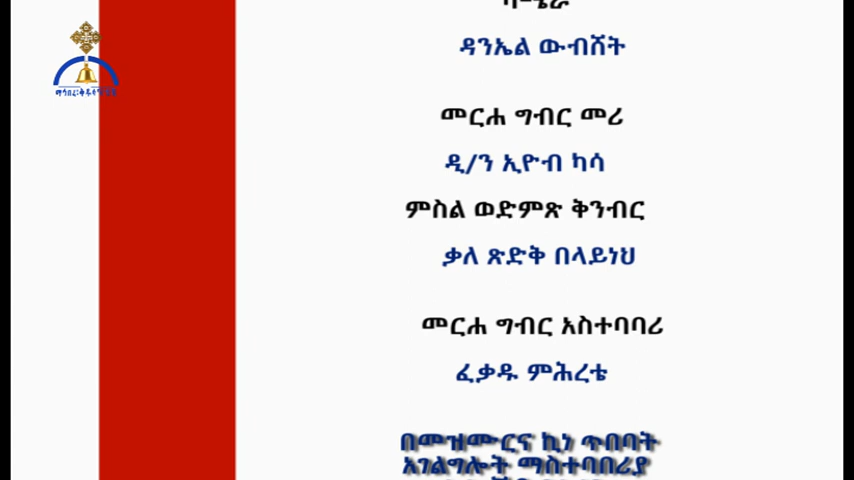 ዳንኤል ውብሸት
መርሐ ግብር መሪ
ዲ/ን ኢዮብ ካሳ
ምስል ወድምጽ ቅንብር
ቃለ ጽድቅ በላይነህ
መርሐ ግብር አስተባባሪ
ፈቃዱ ምሕረቴ
በመዝሙርና ኪነ ጥበባት
አገልግሎት ማስተባበሪያ